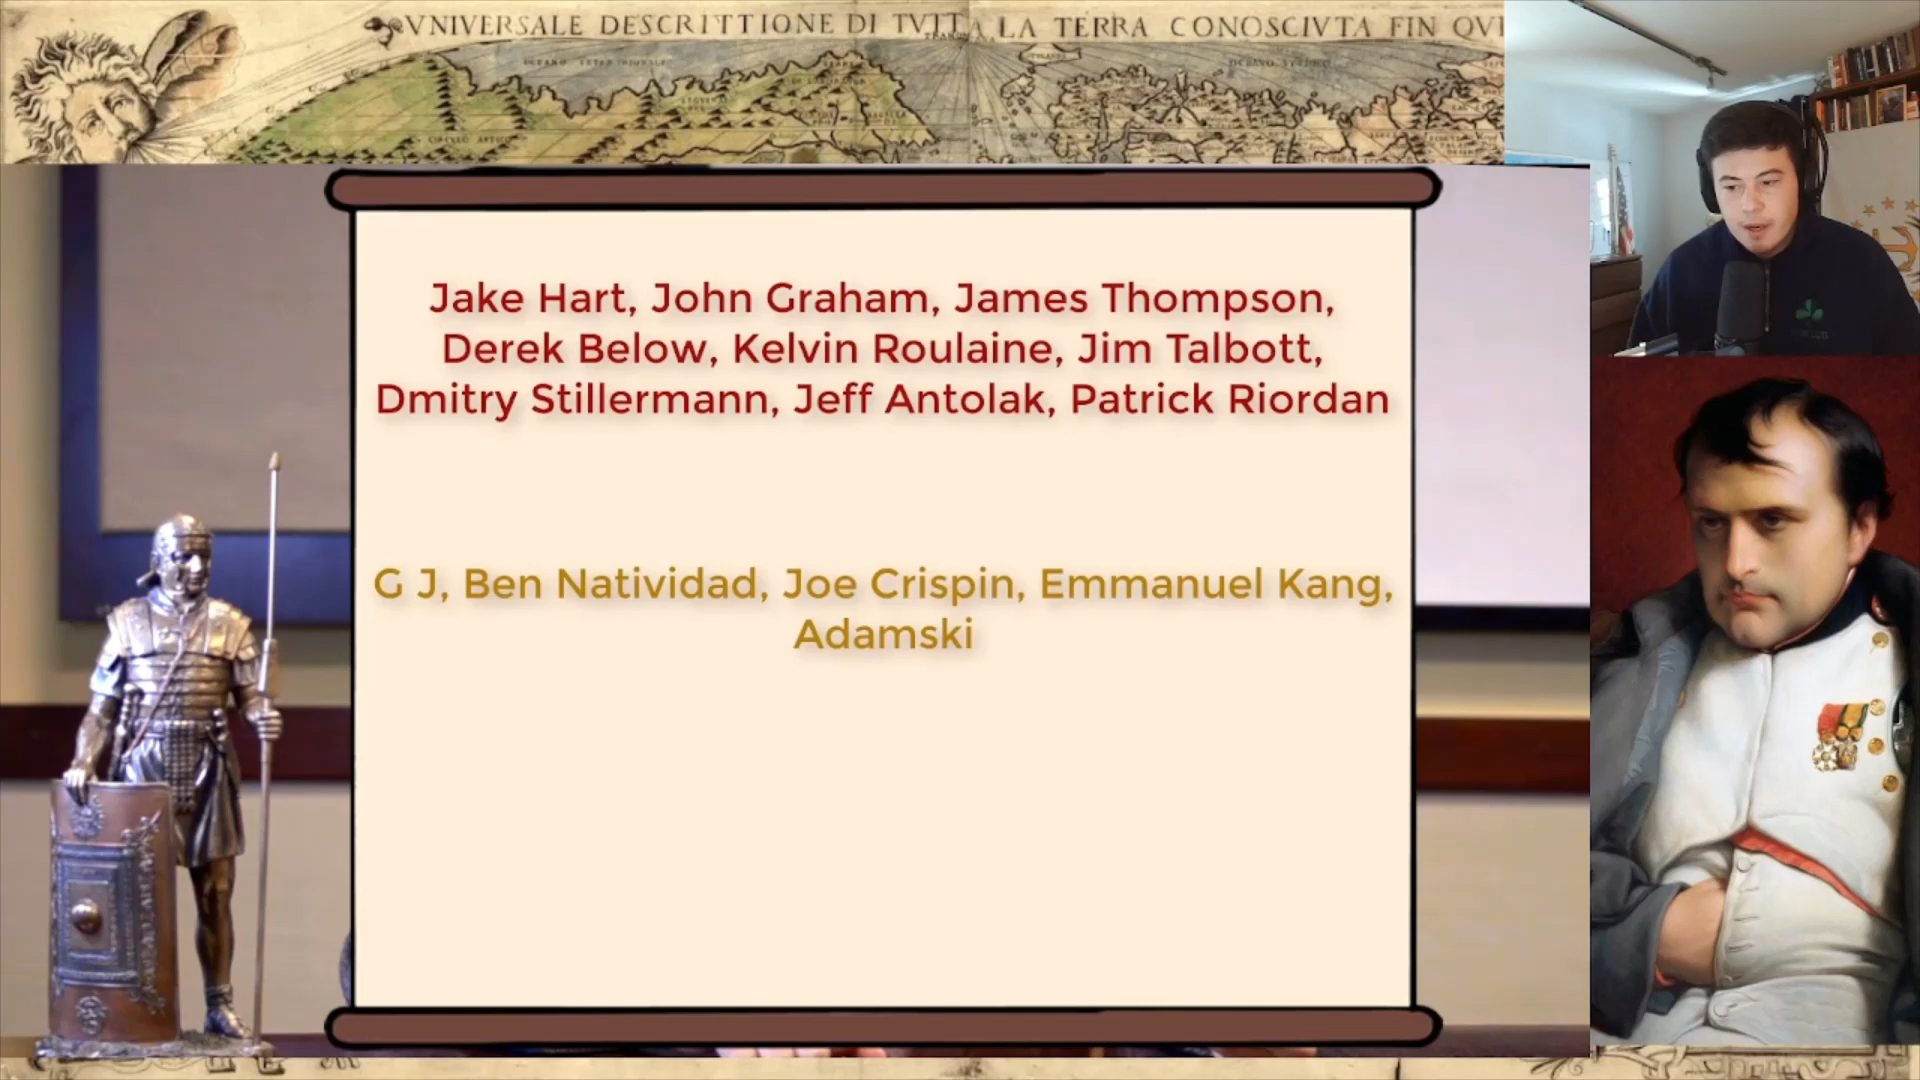 VNIVERSALE DESCRITTIONE DI TVTTA LA TERRA CONOSCIVTA FIN QVI
Jake Hart, John Graham, James Thompson,
Derek Below, Kelvin Roulaine, Jim Talbott,
Dmitry Stillermann, Jeff Antolak, Patrick Riordan
G J, Ben Natividad, Joe Crispin, Emmanuel Kang,
Adamski